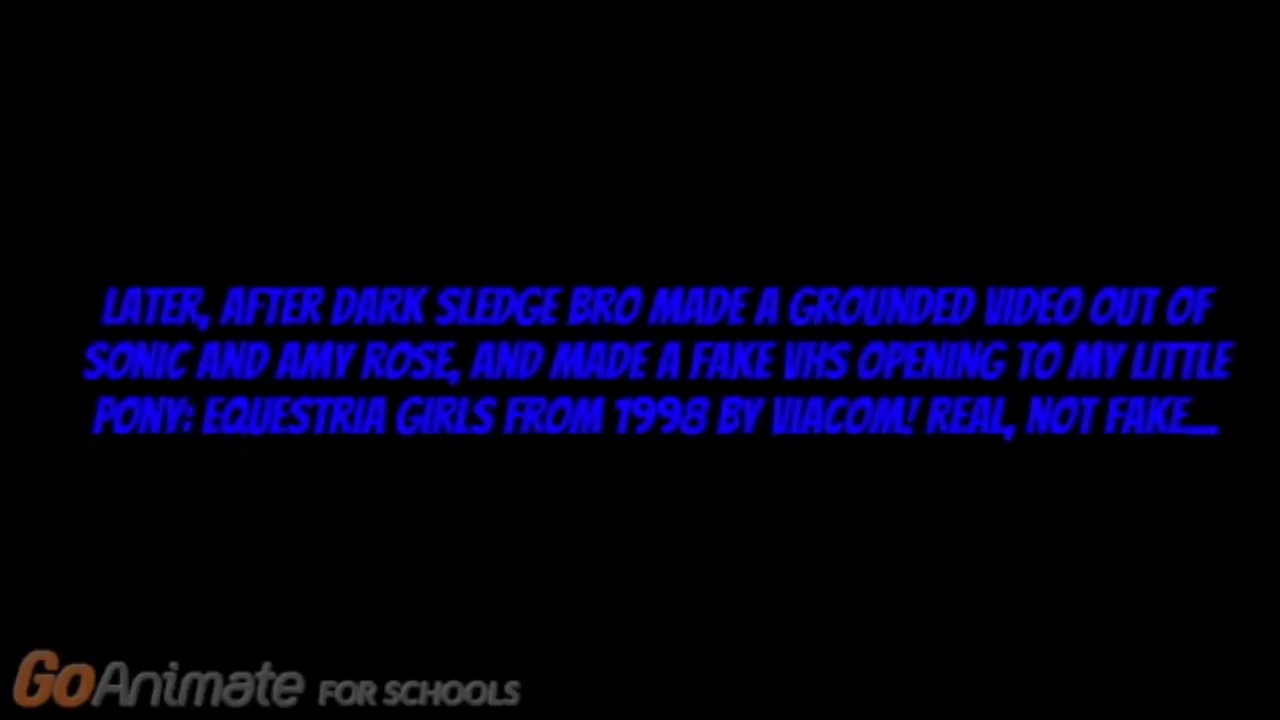 LATER, AFTER DARK SLEDGE BRO MADE A GROUNDED VIDEO OUT OF
SONIC AND AMY ROSE, AND MADE A FAKE VHS OPENING TO MY LITTLE
PONY: EQUESTRIA GIRLS FROM 1998 BY VIACOM! REAL, NOT FAKE...
GoAnimate FOR SCHOOLS